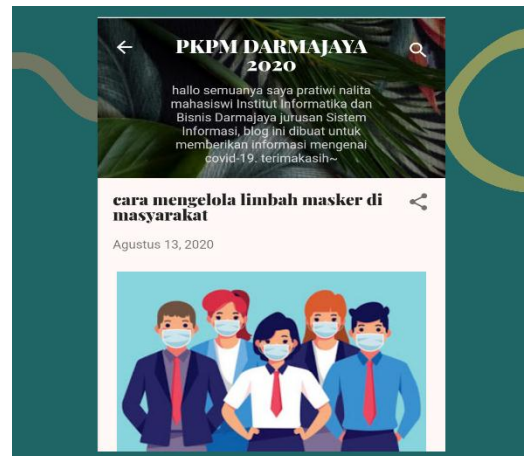 PKPM DARMAJAYA
2020
hallo semuanya saya pratiwi nalita
mahasiswi Institut Informatika dan
Bisnis Darmajaya jurusan Sistem
Informasi, blog ini dibuat untuk
memberikan informasi mengenai
covid-19. terimakasih~
cara mengelola limbah masker di
masyarakat
Agustus 13, 2020